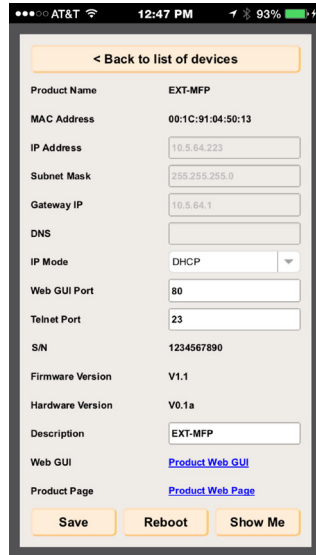 AT&T 12:47 PM 93%
< Back to list of devices
Product Name EXT-MFP
MAC Address 00:1C:91:04:50:13
IP Address 10.5.64.223
Subnet Mask 255.255.255.0
Gateway IP 10.5.64.1
DNS
IP Mode DHCP
Web GUI Port 80
Telnet Port 23
S/N 1234567890
Firmware Version V1.1
Hardware Version V0.1a
Description EXT-MFP
Web GUI Product Web GUI
Product Page Product Web Page
Save Reboot Show Me